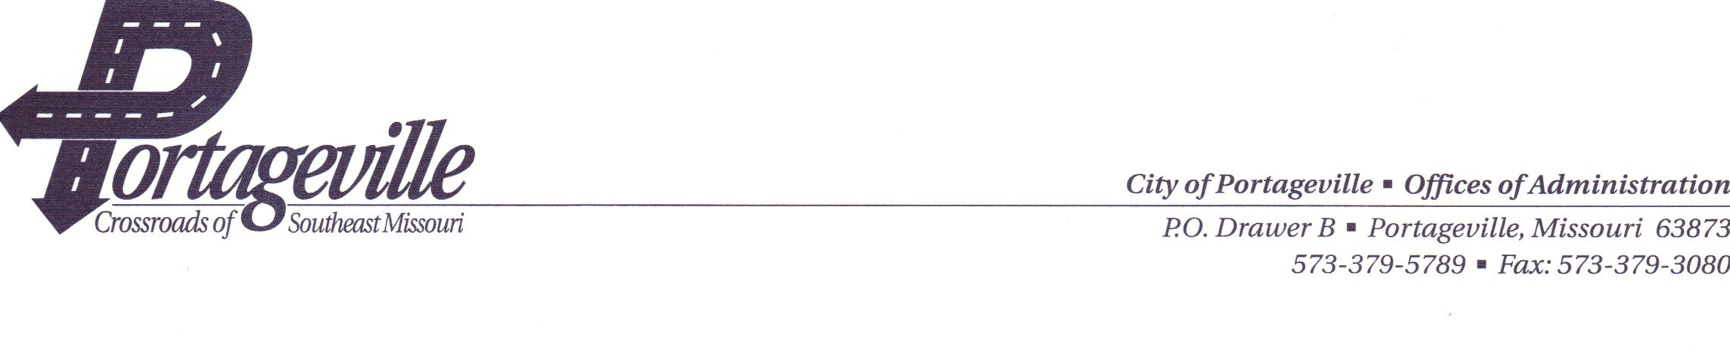 Portageville
Crossroads of Southeast Missouri
City of Portageville ▪ Offices of Administration
P.O. Drawer B ▪ Portageville, Missouri 63873
573-379-5789 ▪ Fax: 573-379-3080